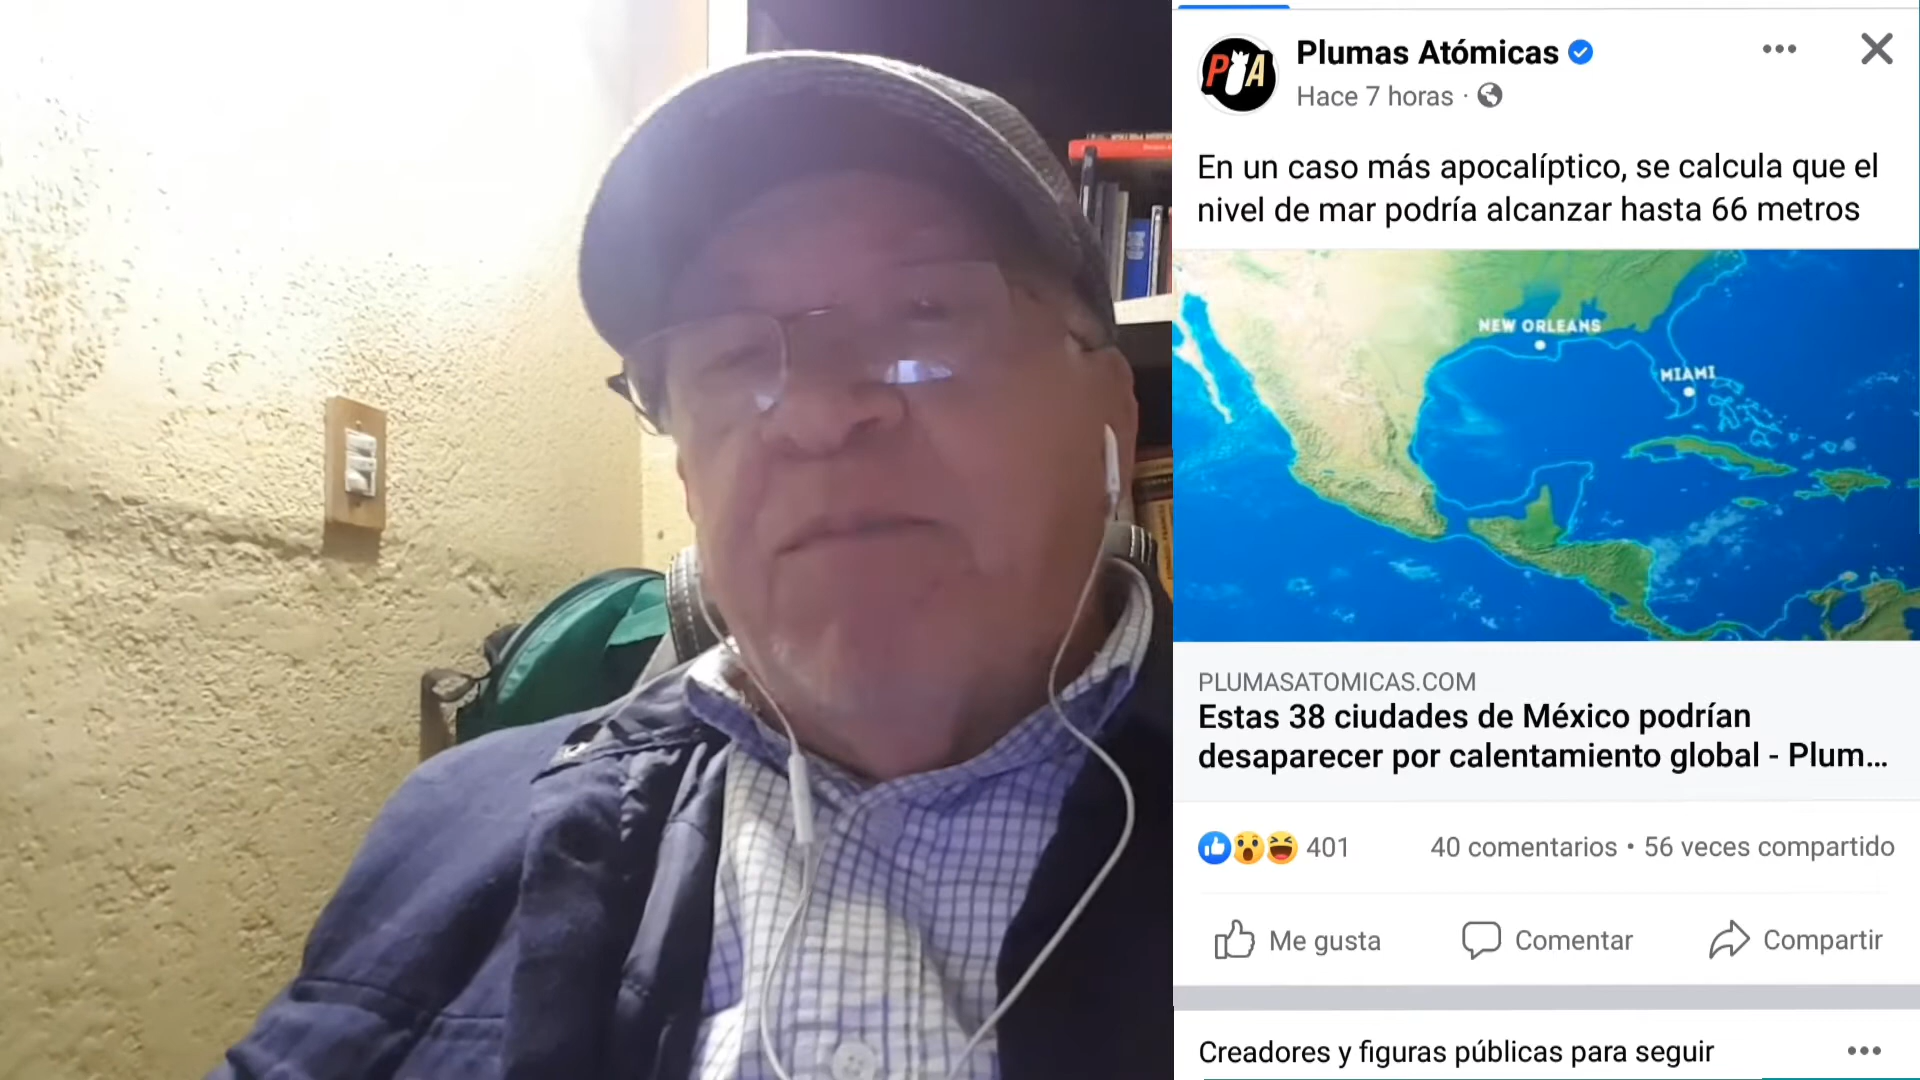 Plumas Atómicas
Hace 7 horas ·
En un caso más apocalíptico, se calcula que el
nivel de mar podría alcanzar hasta 66 metros
NEW ORLEANS
MIAMI
PLUMASATOMICAS.COM
Estas 38 ciudades de México podrían
desaparecer por calentamiento global - Plum...
401
40 comentarios • 56 veces compartido
Me gusta
Comentar
Compartir
Creadores y figuras públicas para seguir